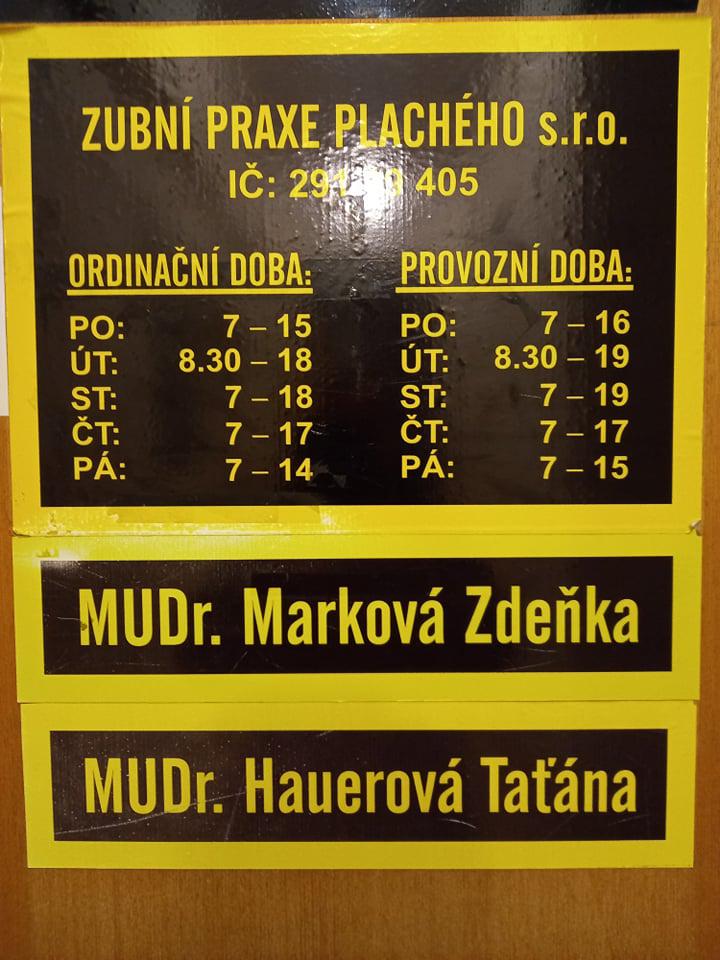 ZUBNÍ PRAXE PLACHÉHO s.r.o.
IČ: 405
ORDINAČNÍ DOBA:
PO: 7 – 15
ÚT: 8.30 – 18
ST: 7 – 18
ČT: 7 – 17
PÁ: 7 – 14
PROVOZNÍ DOBA:
PO: 7 – 16
ÚT: 8.30 – 19
ST: 7 – 19
ČT: 7 – 17
PÁ: 7 – 15
MUDr. Marková Zdeňka
MUDr. Hauerová Taťána